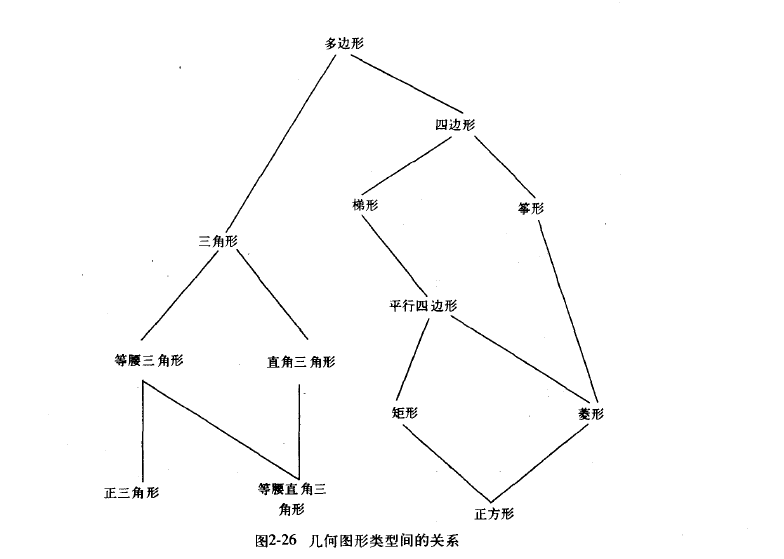 多边形
四边形
梯形
筝形
三角形
平行四边形
等腰三角形
直角三角形
矩形
菱形
正三角形
等腰直角三
角形
正方形
图2-26 几何图形类型间的关系